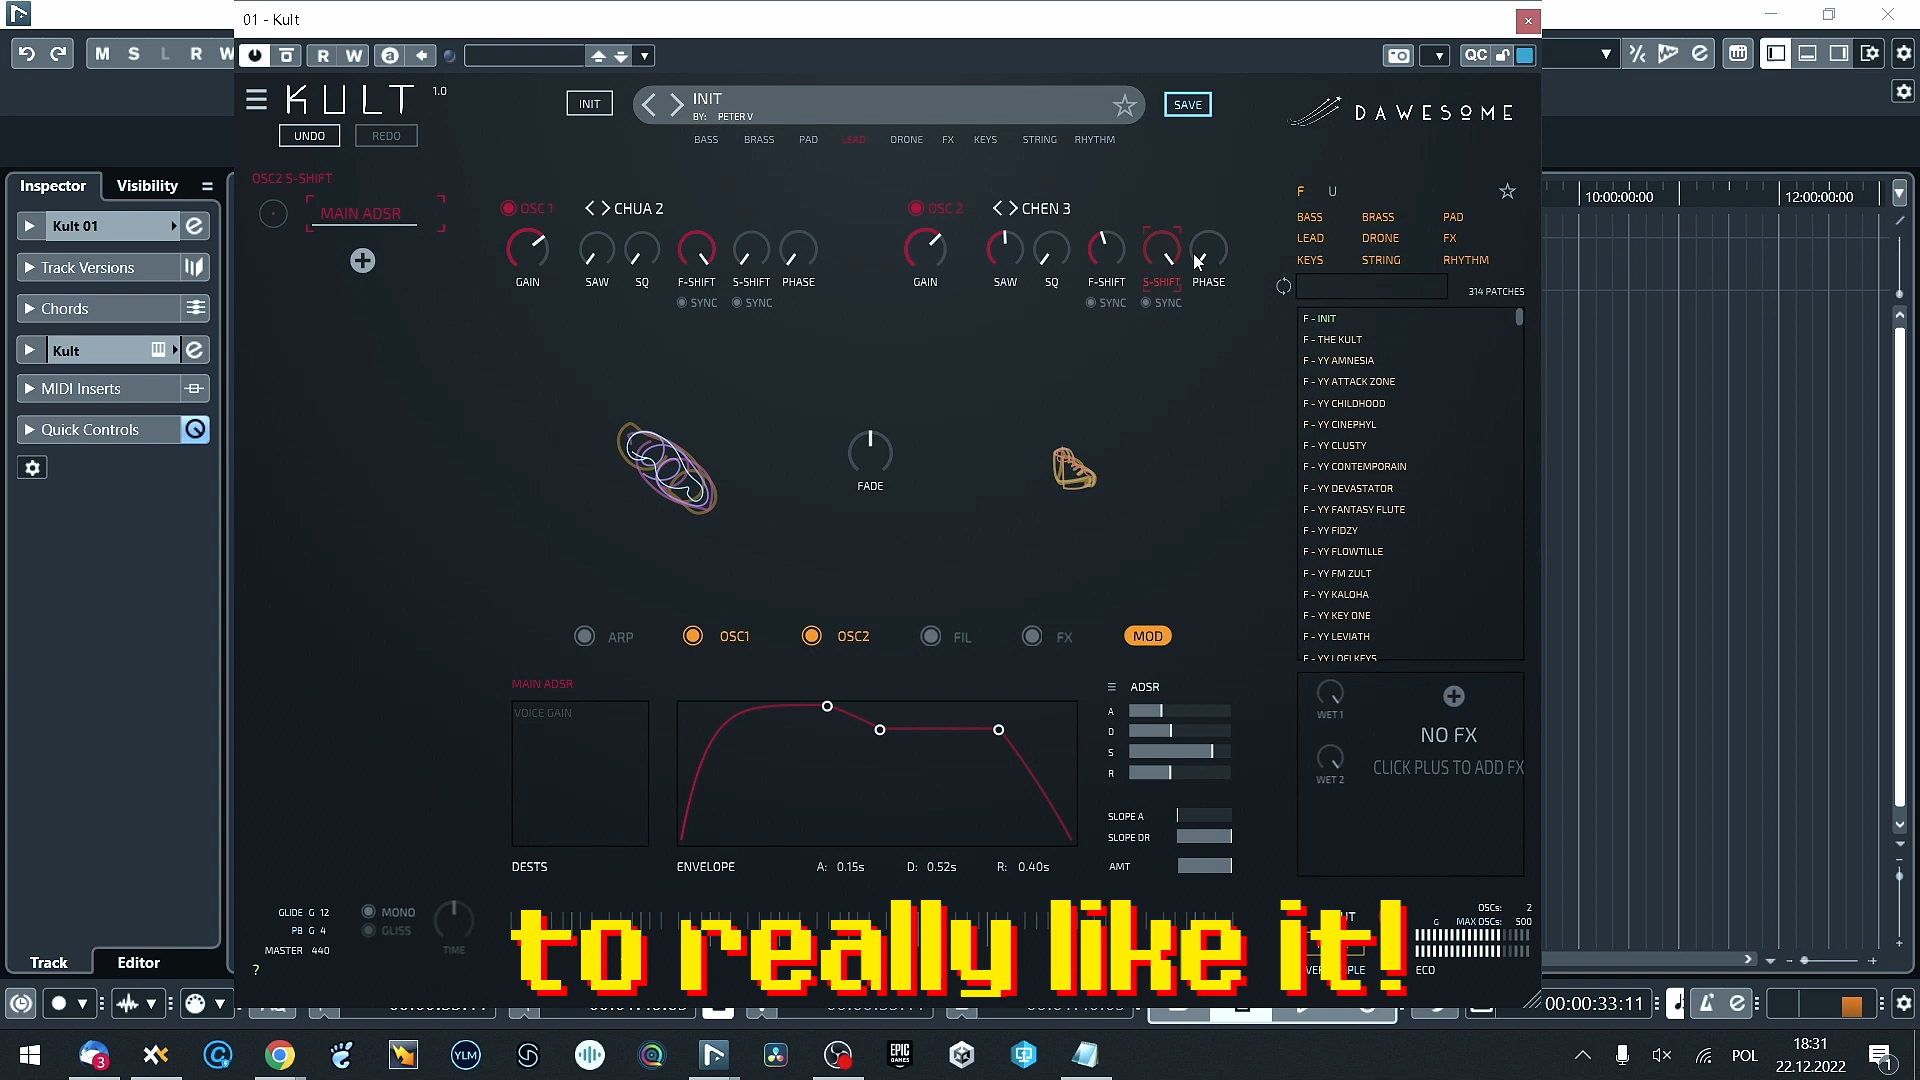 01 - Kult
M S L R W
R W a
QC
KULT 1.0
INIT
INIT
BY: PETER V
SAVE
DAWESOME
UNDO REDO
BASS BRASS PAD LEAD DRONE FX KEYS STRING RHYTHM
Inspector Visibility
10:00:00:00 12:00:00:00
Kult 01
Track Versions
Chords
Kult
MIDI Inserts
Quick Controls
OSC2 S-SHIFT
MAIN ADSR
OSC 1 CHUA 2
GAIN SAW SQ F-SHIFT S-SHIFT PHASE
SYNC SYNC
OSC 2 CHEN 3
GAIN SAW SQ F-SHIFT S-SHIFT PHASE
SYNC SYNC
F U
BASS BRASS PAD
LEAD DRONE FX
KEYS STRING RHYTHM
314 PATCHES
F - INIT
F - THE KULT
F - YY AMNESIA
F - YY ATTACK ZONE
F - YY CHILDHOOD
F - YY CINEPHYL
F - YY CLUSTY
F - YY CONTEMPORAIN
F - YY DEVASTATOR
F - YY FANTASY FLUTE
F - YY FIDZY
F - YY FLOWTILLE
F - YY FM ZULT
F - YY KALOHA
F - YY KEY ONE
F - YY LEVIATH
F - YY LOFI KEYS
FADE
ARP OSC1 OSC2 FIL FX MOD
MAIN ADSR
VOICE GAIN
DESTS
ENVELOPE A: 0.15s D: 0.52s R: 0.40s
ADSR
A
D
S
R
SLOPE A
SLOPE DR
AMT
WET 1
WET 2
NO FX
CLICK PLUS TO ADD FX
GLIDE G 12
PB G 4
MASTER 440
?
MONO
GLISS
TIME
OSCs: 2
G MAX OSCs: 500
ECO
to really like it!
Track Editor
00:00:33:11
3
YLM
EPIC GAMES
POL
18:31
22.12.2022
1